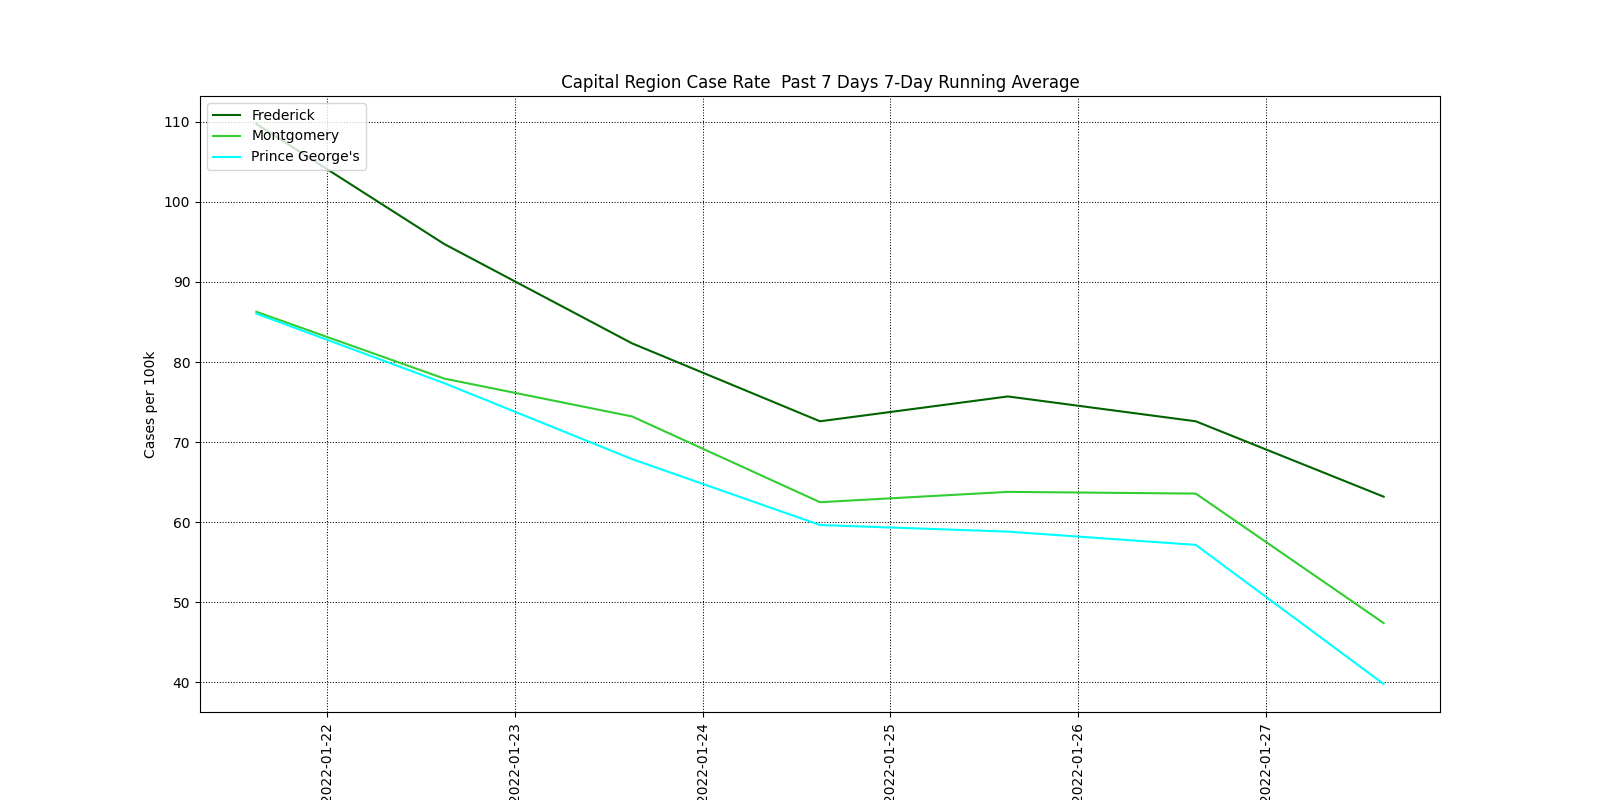 Capital Region Case Rate  Past 7 Days 7-Day Running Average
Frederick
Montgomery
Prince George's
Cases per 100k
110
100
90
80
70
60
50
40
2022-01-22
2022-01-23
2022-01-24
2022-01-25
2022-01-26
2022-01-27